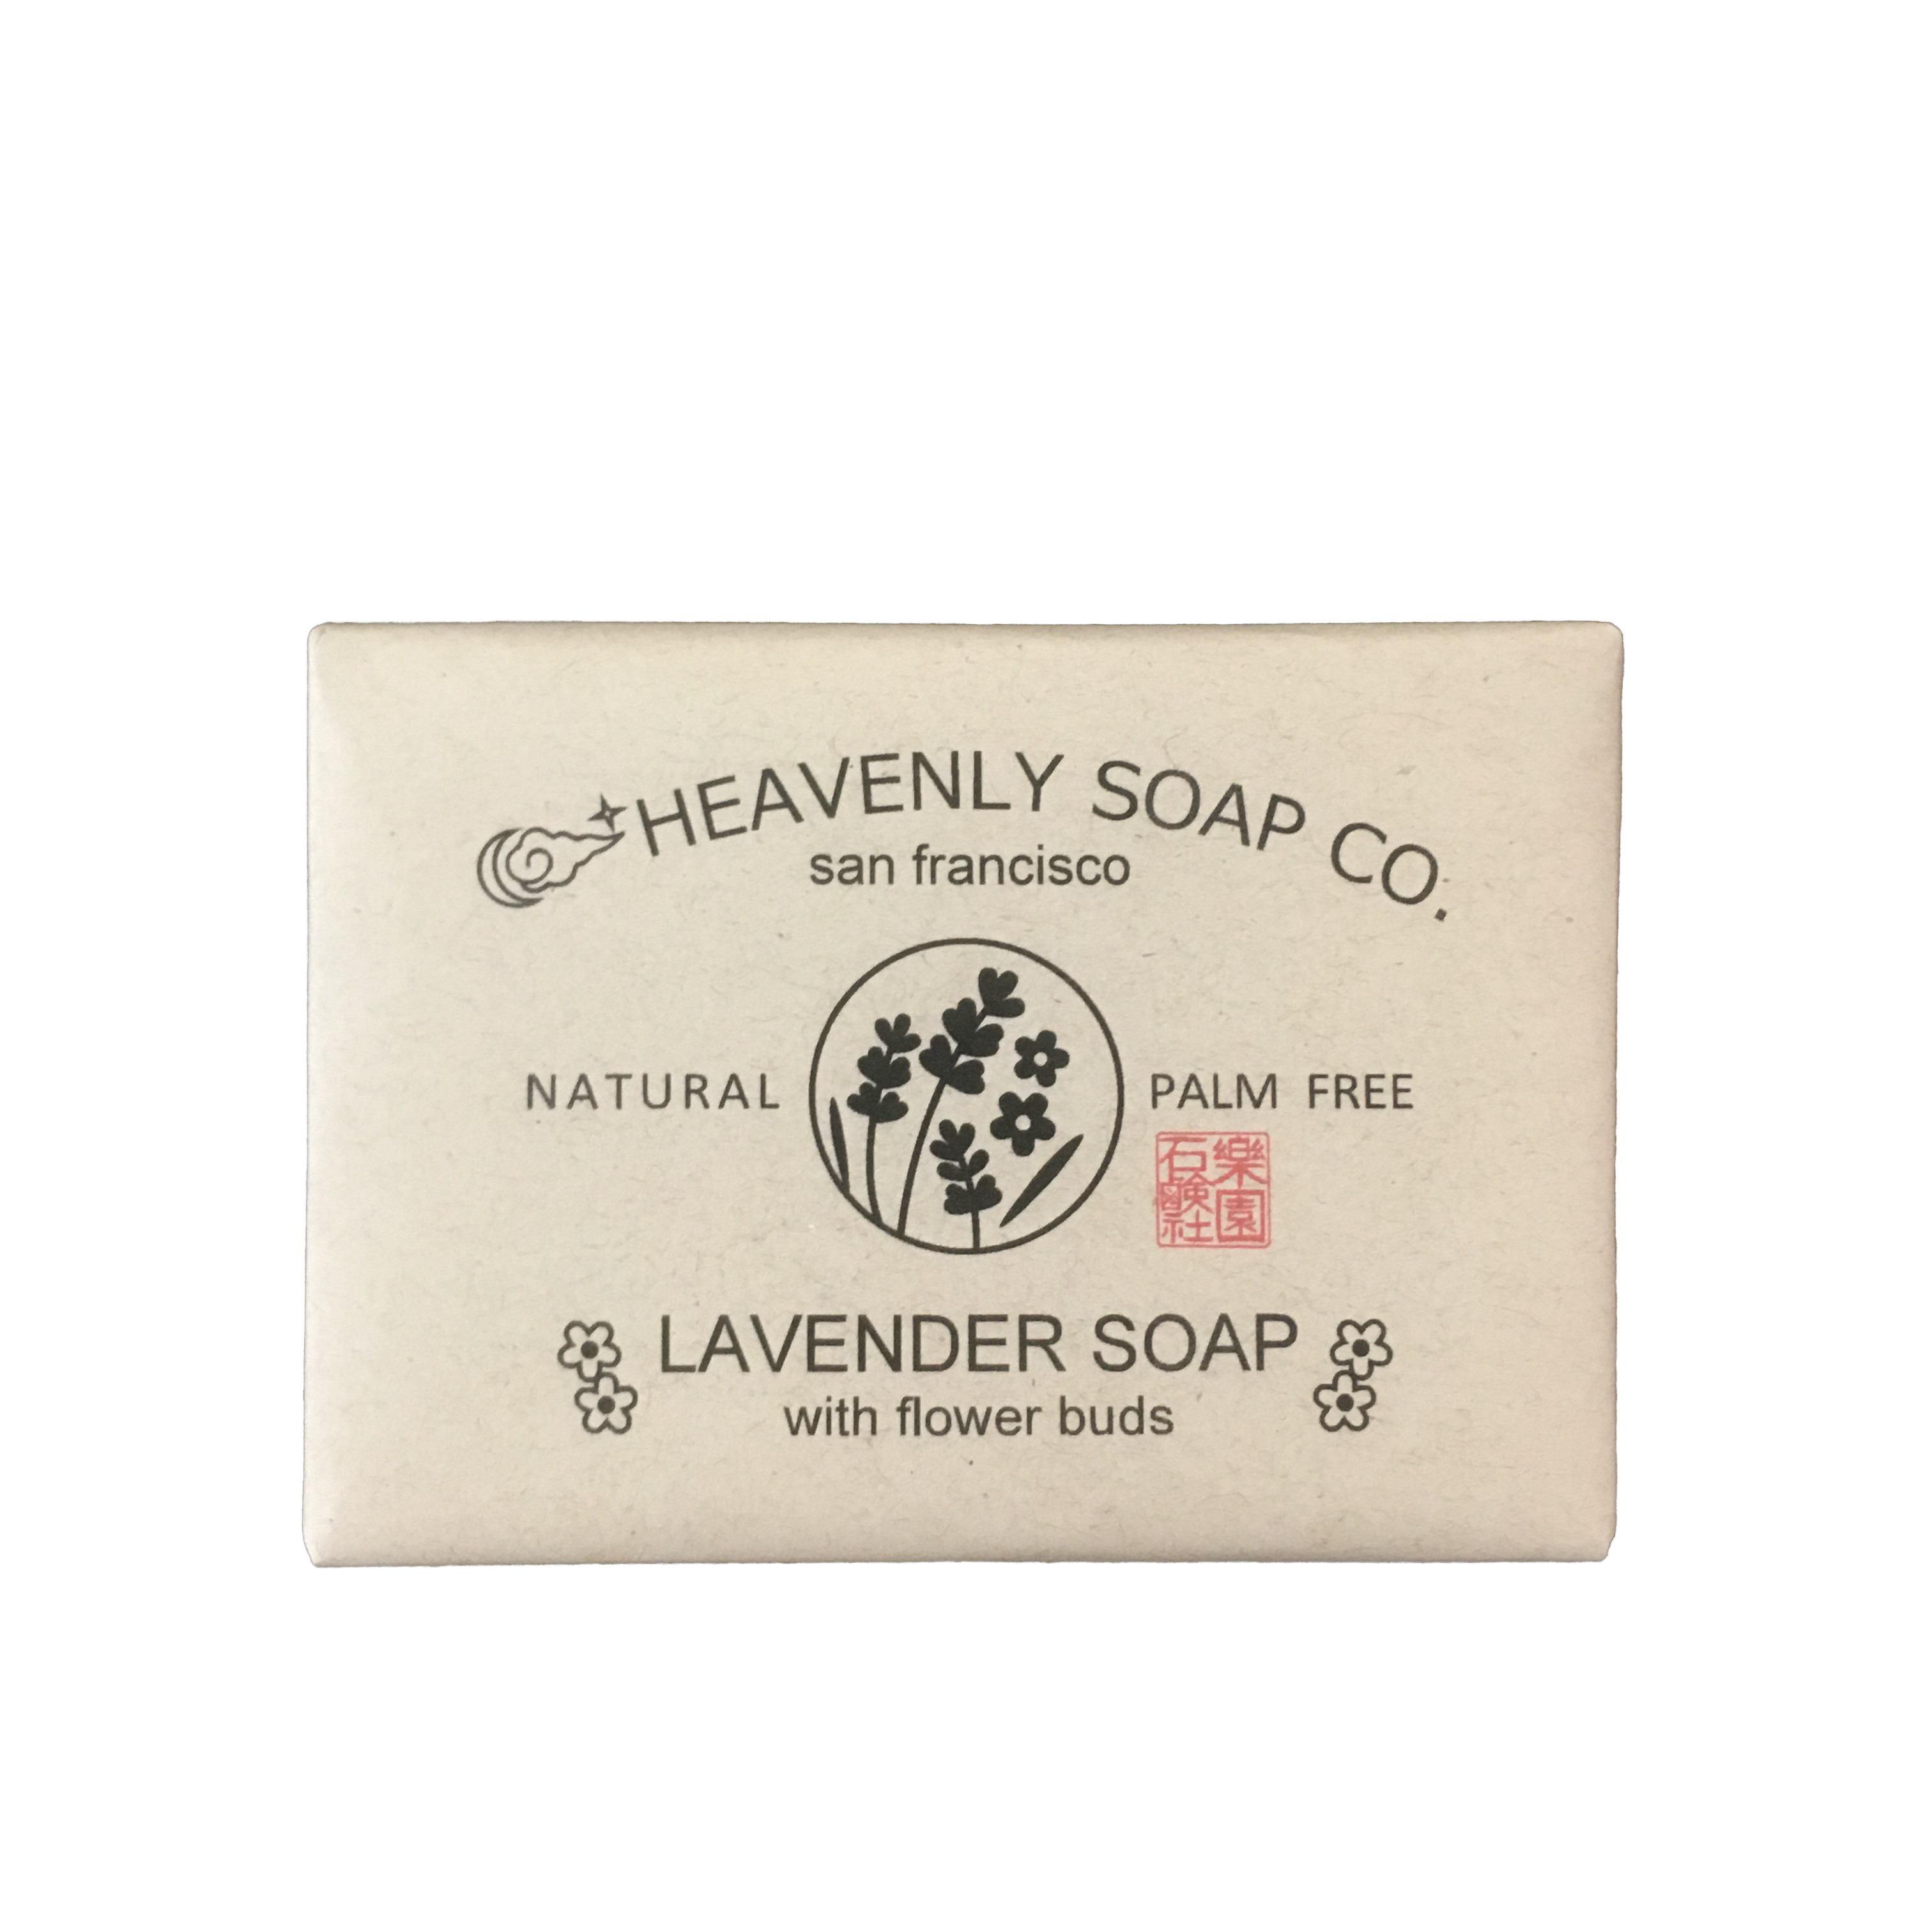 HEAVENLY SOAP CO.
san francisco
NATURAL
PALM FREE
樂園
石鹸社
LAVENDER SOAP
with flower buds